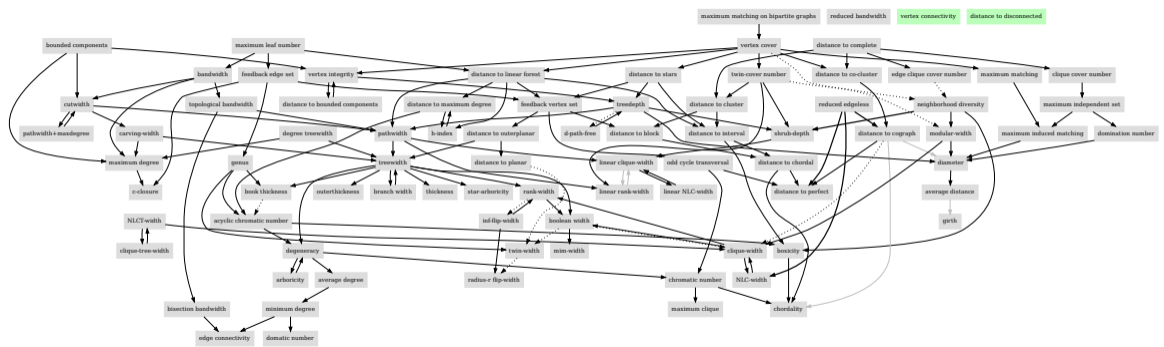 maximum matching on bipartite graphs
reduced bandwidth
vertex connectivity
distance to disconnected
bounded components
maximum leaf number
vertex cover
distance to complete
bandwidth
feedback edge set
vertex integrity
distance to linear forest
distance to stars
twin-cover number
distance to co-cluster
edge clique cover number
maximum matching
clique cover number
cutwidth
topological bandwidth
distance to bounded components
distance to maximum degree
feedback vertex set
treedepth
distance to cluster
reduced edgeless
neighborhood diversity
maximum independent set
pathwidth+maxdegree
carving-width
degree treewidth
pathwidth
h-index
distance to outerplanar
d-path-free
distance to block
distance to interval
shrub-depth
distance to cograph
modular-width
maximum induced matching
domination number
maximum degree
genus
treewidth
distance to planar
linear clique-width
odd cycle transversal
distance to chordal
diameter
c-closure
book thickness
outerthickness
branch width
thickness
star-arboricity
rank-width
linear rank-width
linear NLC-width
distance to perfect
average distance
NLCT-width
acyclic chromatic number
inf-flip-width
boolean width
girth
clique-tree-width
degeneracy
twin-width
mim-width
clique-width
boxicity
arboricity
average degree
radius-r flip-width
chromatic number
NLC-width
bisection bandwidth
minimum degree
maximum clique
chordality
edge connectivity
domatic number